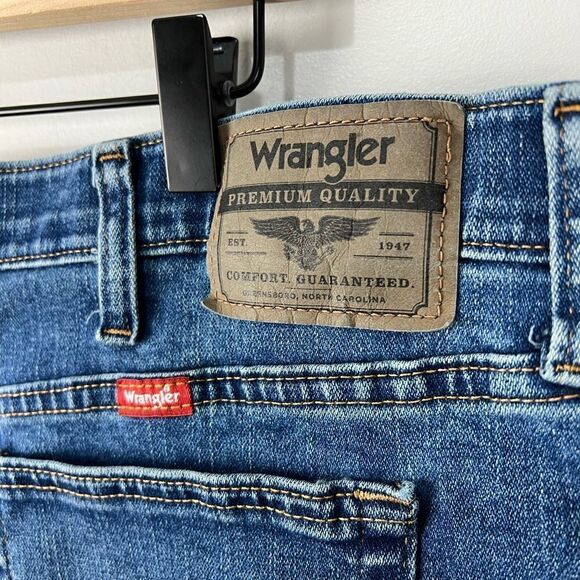 Wrangler
PREMIUM QUALITY
EST. 1947
COMFORT. GUARANTEED.
GREENSBORO, NORTH CAROLINA
Wrangler